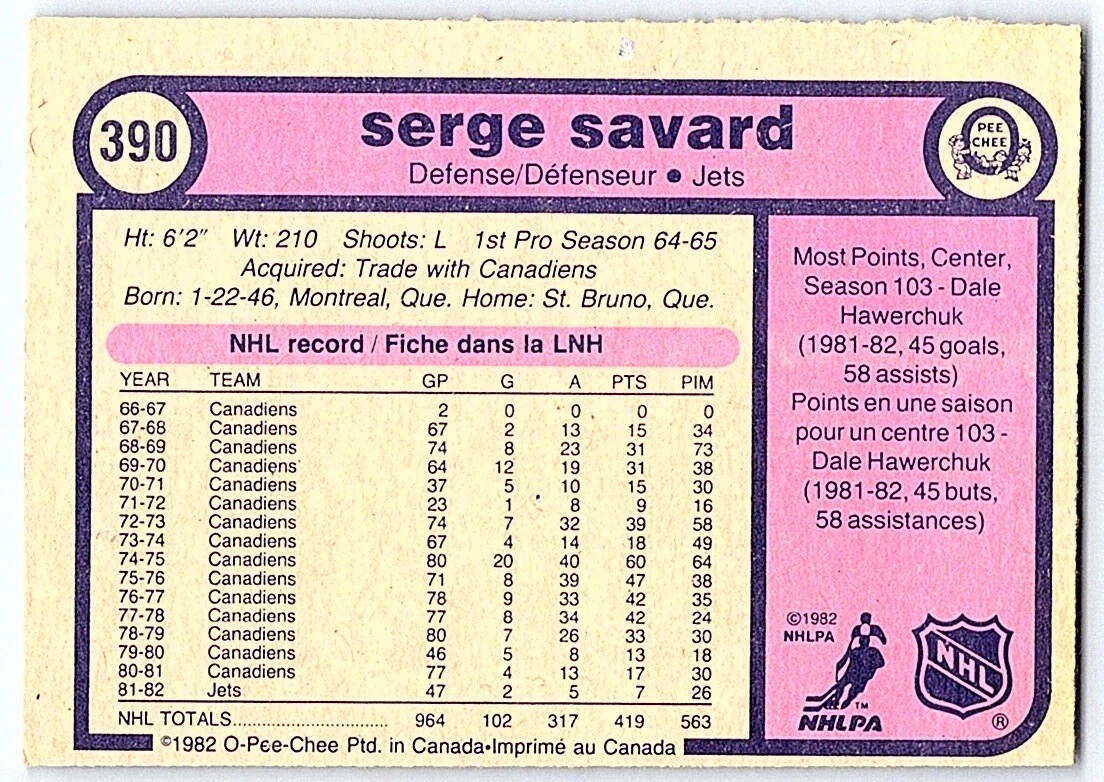 390
serge savard
Defense/Défenseur • Jets
PEE
CHEE
Ht: 6'2" Wt: 210 Shoots: L 1st Pro Season 64-65
Acquired: Trade with Canadiens
Born: 1-22-46, Montreal, Que. Home: St. Bruno, Que.
NHL record / Fiche dans la LNH
YEAR TEAM GP G A PTS PIM
66-67 Canadiens 2 0 0 0 0
67-68 Canadiens 67 2 13 15 34
68-69 Canadiens 74 8 23 31 73
69-70 Canadiens 64 12 19 31 38
70-71 Canadiens 37 5 10 15 30
71-72 Canadiens 23 1 8 9 16
72-73 Canadiens 74 7 32 39 58
73-74 Canadiens 67 4 14 18 49
74-75 Canadiens 80 20 40 60 64
75-76 Canadiens 71 8 39 47 38
76-77 Canadiens 78 9 33 42 35
77-78 Canadiens 77 8 34 42 24
78-79 Canadiens 80 7 26 33 30
79-80 Canadiens 46 5 8 13 18
80-81 Canadiens 77 4 13 17 30
81-82 Jets 47 2 5 7 26
NHL TOTALS.............................. 964 102 317 419 563
©1982 O-Pee-Chee Ptd. in Canada•Imprimé au Canada
Most Points, Center,
Season 103 - Dale
Hawerchuk
(1981-82, 45 goals,
58 assists)
Points en une saison
pour un centre 103 -
Dale Hawerchuk
(1981-82, 45 buts,
58 assistances)
©1982
NHLPA
TM
NHLPA
NHL
®